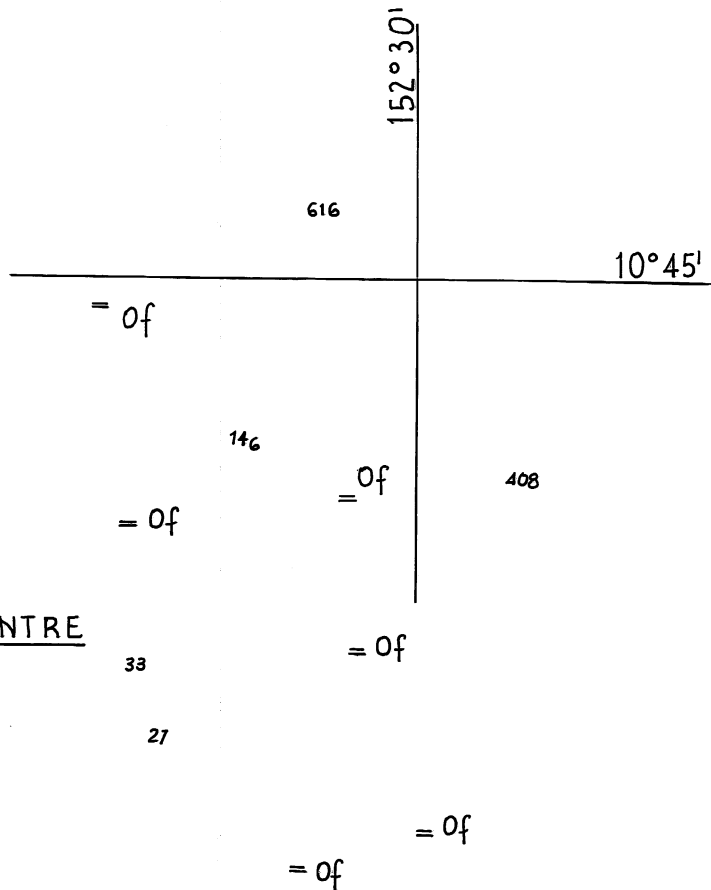 152°30'
616
10°45'
= Of
146
= Of
408
= Of
NTRE
= Of
33
27
= Of
= Of